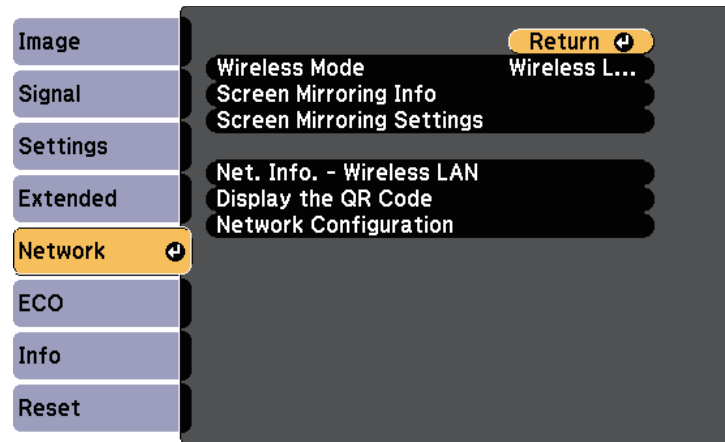 Image
Signal
Settings
Extended
Network
ECO
Info
Reset
Return
Wireless Mode Wireless L...
Screen Mirroring Info
Screen Mirroring Settings
Net. Info. - Wireless LAN
Display the QR Code
Network Configuration